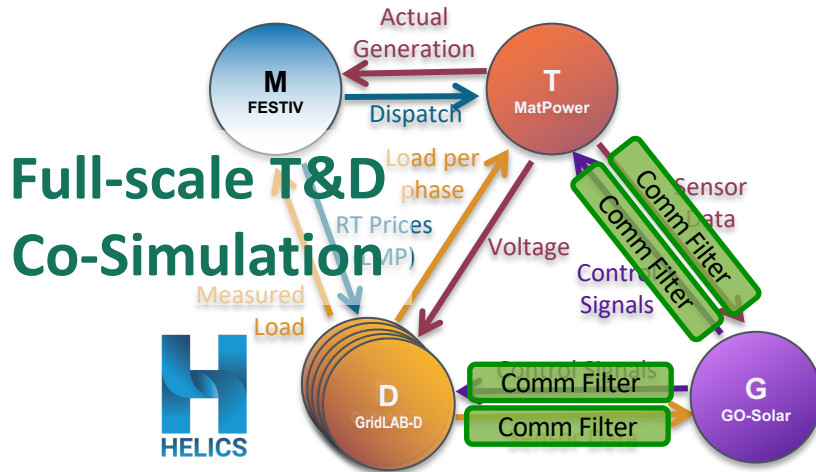 Actual
Generation
M
FESTIV
T
MatPower
Dispatch
Full-scale T&D
Co-Simulation
Load per
phase
RT Prices
(LMP)
Voltage
Sensor
Data
Comm Filter
Comm Filter
Control
Signals
Measured
Load
HELICS
D
GridLAB-D
Control Signals
Comm Filter
Comm Filter
G
GO-Solar